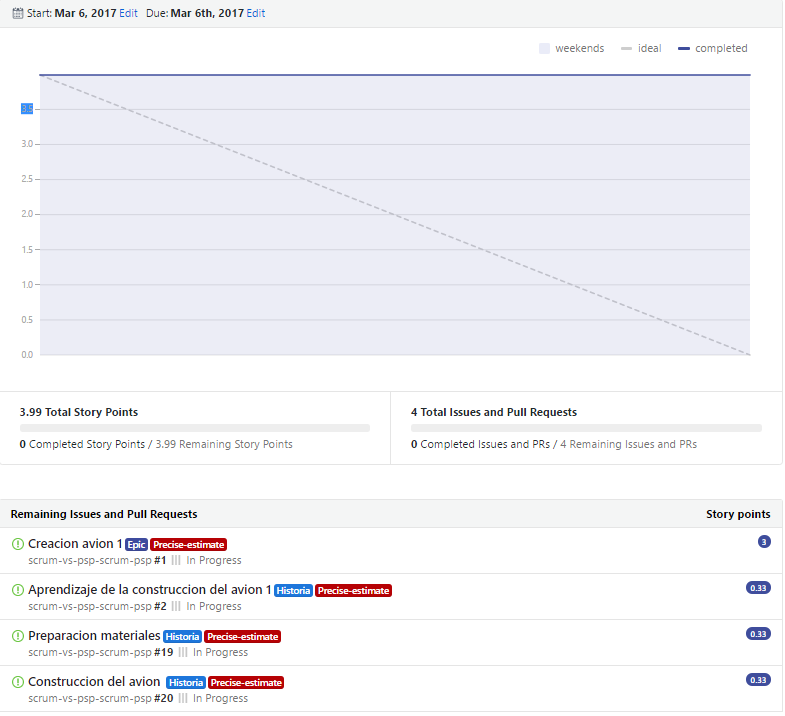 Start: Mar 6, 2017 Edit Due: Mar 6th, 2017 Edit
weekends ideal completed
3.5
3.0
2.5
2.0
1.5
1.0
0.5
0.0
3.99 Total Story Points
0 Completed Story Points / 3.99 Remaining Story Points
4 Total Issues and Pull Requests
0 Completed Issues and PRs / 4 Remaining Issues and PRs
Remaining Issues and Pull Requests Story points
Creacion avion 1 Epic Precise-estimate 3
scrum-vs-psp-scrum-psp #1 In Progress
Aprendizaje de la construccion del avion 1 Historia Precise-estimate 0.33
scrum-vs-psp-scrum-psp #2 In Progress
Preparacion materiales Historia Precise-estimate 0.33
scrum-vs-psp-scrum-psp #19 In Progress
Construccion del avion Historia Precise-estimate 0.33
scrum-vs-psp-scrum-psp #20 In Progress